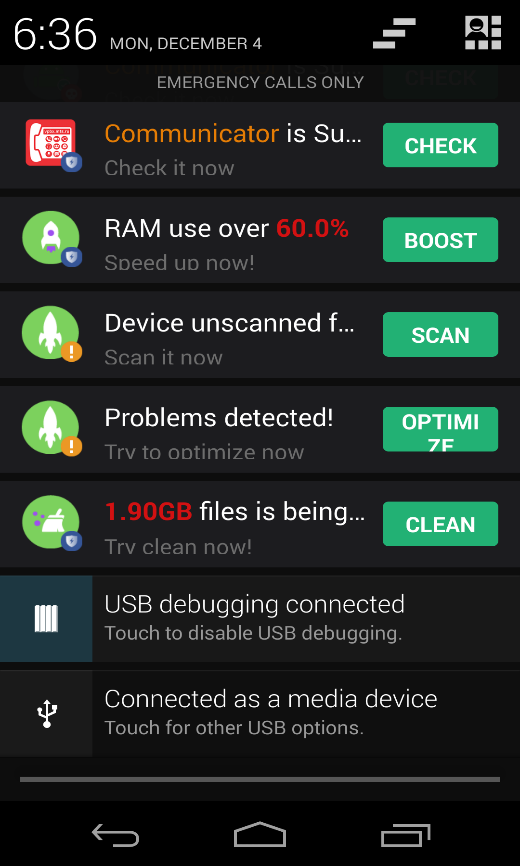 6:36 MON, DECEMBER 4
EMERGENCY CALLS ONLY
Communicator is Su...
Check it now
CHECK
RAM use over 60.0%
Speed up now!
BOOST
Device unscanned f...
Scan it now
SCAN
Problems detected!
Try to optimize now
OPTIMI
ZE
1.90GB files is being...
Try clean now!
CLEAN
USB debugging connected
Touch to disable USB debugging.
Connected as a media device
Touch for other USB options.